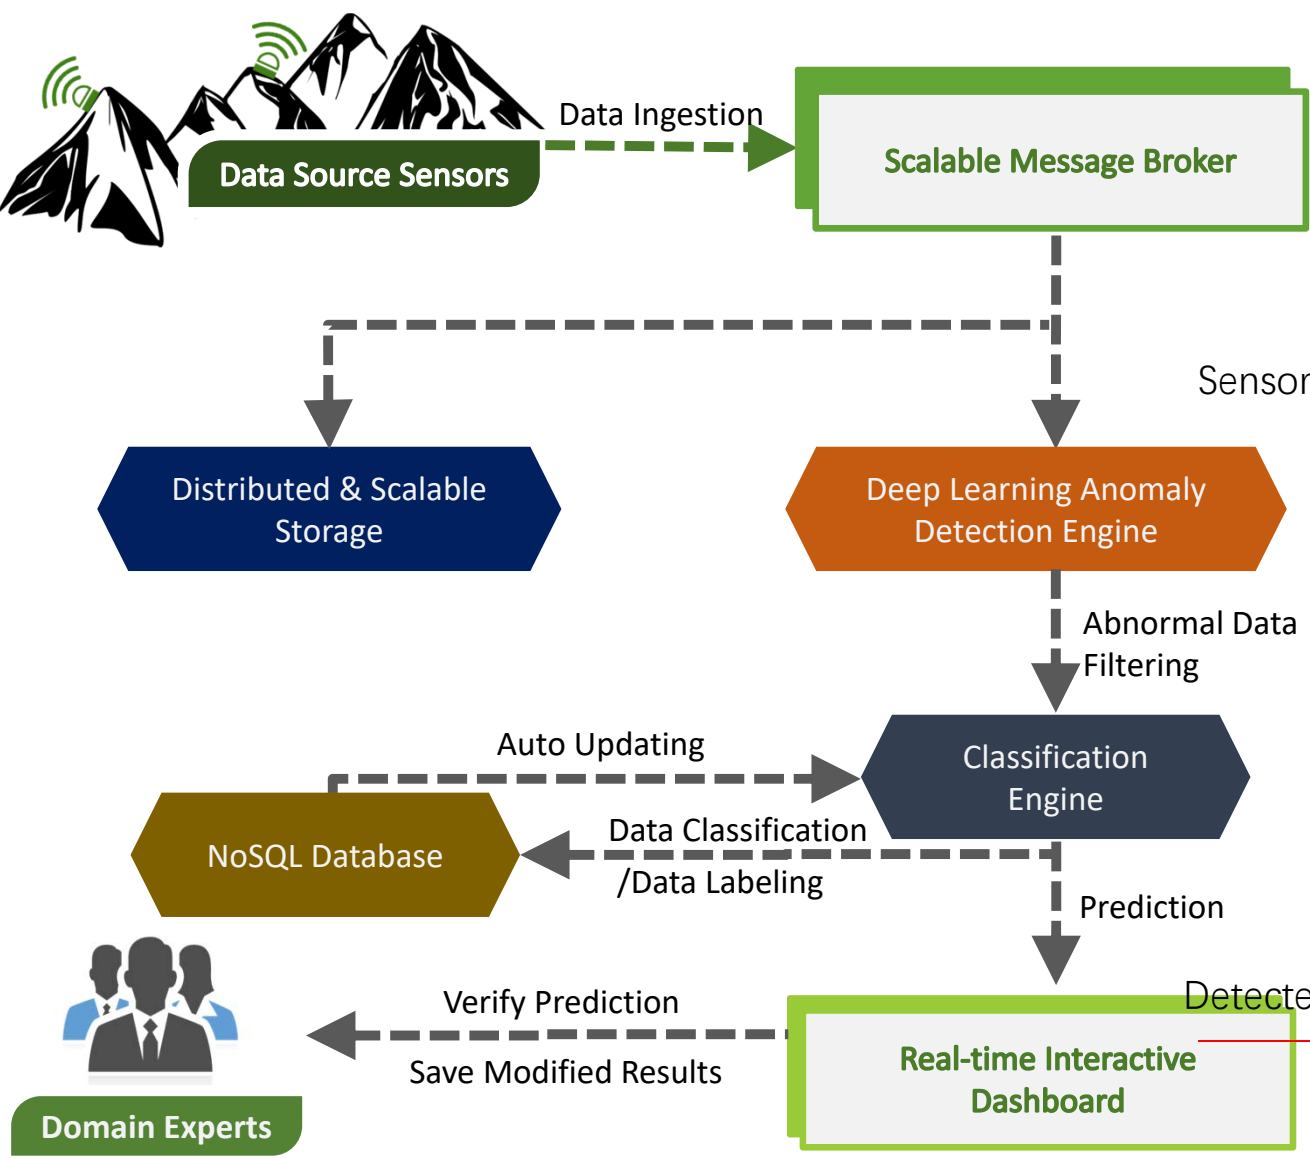 Data Ingestion
Data Source Sensors
Scalable Message Broker
Sensor
Distributed & Scalable
Storage
Deep Learning Anomaly
Detection Engine
Abnormal Data
Filtering
Auto Updating
Classification
Engine
NoSQL Database
Data Classification
/Data Labeling
Prediction
Verify Prediction
Save Modified Results
Detecte
Real-time Interactive
Dashboard
Domain Experts